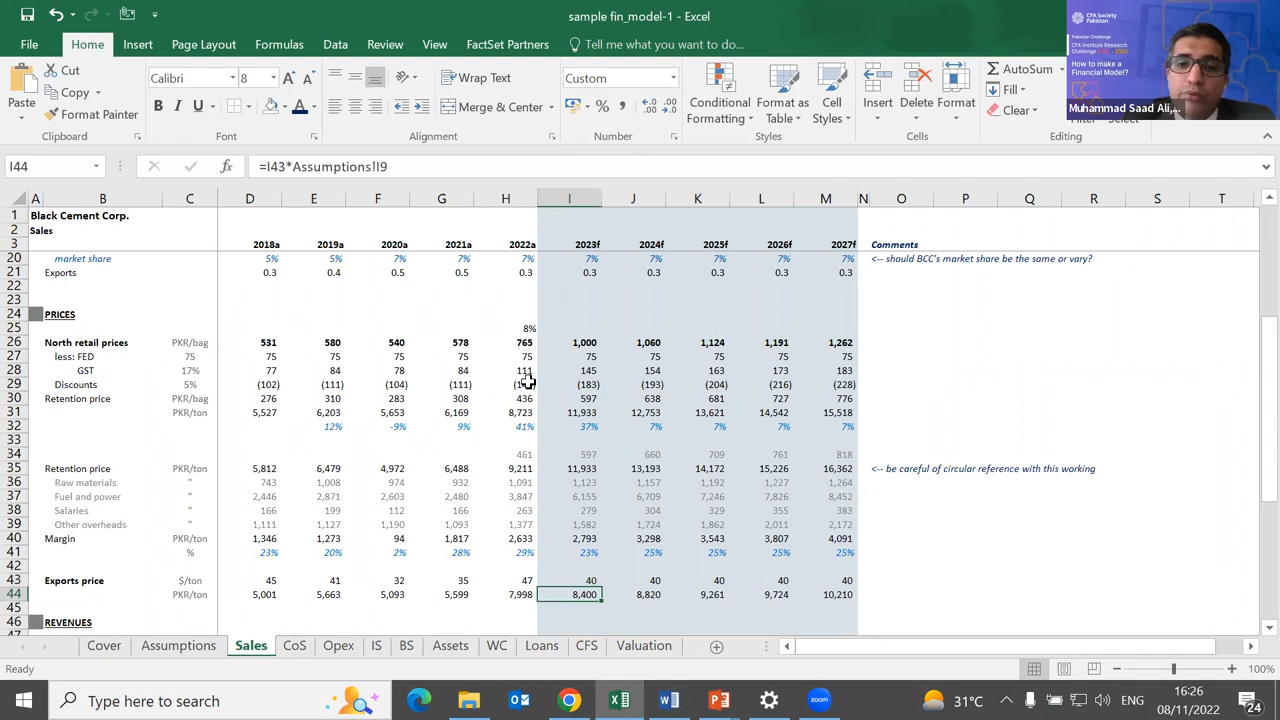 sample fin_model-1 - Excel
CFA Society
Pakistan
Pakistan Challenge
CFA Institute Research
Challenge
How to make a
Financial Model?
Muhammad Saad Ali,...
File Home Insert Page Layout Formulas Data Review View FactSet Partners Tell me what you want to do...
Paste Cut
Copy
Format Painter
Clipboard
Calibri 8
B I U
Font
Wrap Text
Merge & Center
Alignment
Custom
%
Number
Conditional Formatting
Format as Table
Cell Styles
Styles
Insert Delete Format
Cells
AutoSum
Fill
Clear
Editing
I44 fx =I43*Assumptions!I9
A B C D E F G H I J K L M N O P Q R S T
1 Black Cement Corp.
2 Sales
3 2018a 2019a 2020a 2021a 2022a 2023f 2024f 2025f 2026f 2027f Comments
20 market share 5% 5% 7% 7% 7% 7% 7% 7% 7% 7% <-- should BCC's market share be the same or vary?
21 Exports 0.3 0.4 0.5 0.5 0.3 0.3 0.3 0.3 0.3 0.3
22
23
24 PRICES
25 8%
26 North retail prices PKR/bag 531 580 540 578 765 1,000 1,060 1,124 1,191 1,262
27 less: FED 75 75 75 75 75 75 75 75 75 75 75
28 GST 17% 77 84 78 84 111 145 154 163 173 183
29 Discounts 5% (102) (111) (104) (111) (183) (193) (204) (216) (228)
30 Retention price PKR/bag 276 310 283 308 436 597 638 681 727 776
31 PKR/ton 5,527 6,203 5,653 6,169 8,723 11,933 12,753 13,621 14,542 15,518
32 12% -9% 9% 41% 37% 7% 7% 7% 7%
33
34 461 597 660 709 761 818
35 Retention price PKR/ton 5,812 6,479 4,972 6,488 9,211 11,933 13,193 14,172 15,226 16,362 <-- be careful of circular reference with this working
36 Raw materials " 743 1,008 974 932 1,091 1,123 1,157 1,192 1,227 1,264
37 Fuel and power " 2,446 2,871 2,603 2,480 3,847 6,155 6,709 7,246 7,826 8,452
38 Salaries " 166 199 112 166 263 279 304 329 355 383
39 Other overheads " 1,111 1,127 1,190 1,093 1,377 1,582 1,724 1,862 2,011 2,172
40 Margin PKR/ton 1,346 1,273 94 1,817 2,633 2,793 3,298 3,543 3,807 4,091
41 % 23% 20% 2% 28% 29% 23% 25% 25% 25% 25%
42
43 Exports price $/ton 45 41 32 35 47 40 40 40 40 40
44 PKR/ton 5,001 5,663 5,093 5,599 7,998 8,400 8,820 9,261 9,724 10,210
45
46 REVENUES
Cover Assumptions Sales CoS Opex IS BS Assets WC Loans CFS Valuation
Ready 100%
Type here to search
31°C ENG
16:26
08/11/2022
24